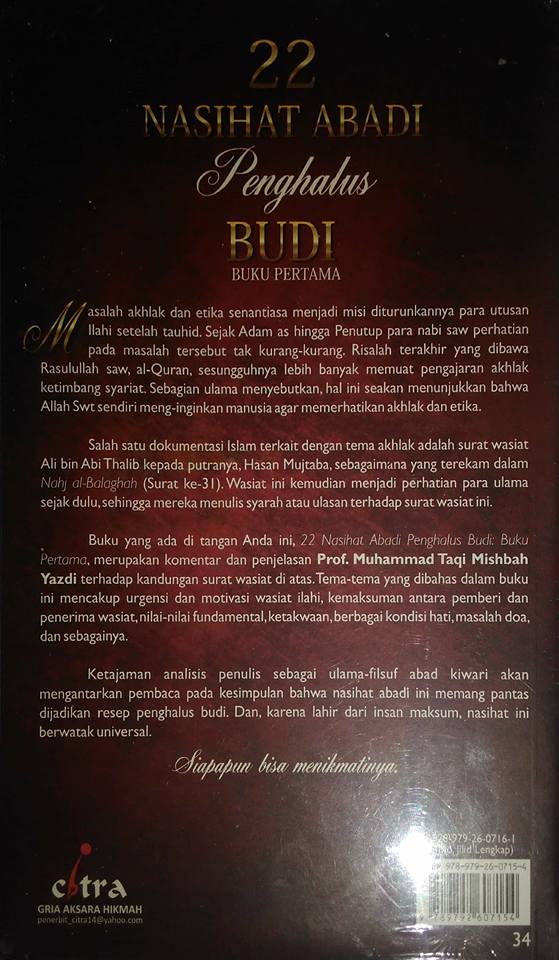 22
NASIHAT ABADI
Penghalus
BUDI
BUKU PERTAMA
Masalah akhlak dan etika senantiasa menjadi misi diturunkannya para utusan
Ilahi setelah tauhid. Sejak Adam as hingga Penutup para nabi saw perhatian
pada masalah tersebut tak kurang-kurang. Risalah terakhir yang dibawa
Rasulullah saw, al-Quran, sesungguhnya lebih banyak memuat pengajaran akhlak
ketimbang syariat. Sebagian ulama menyebutkan, hal ini seakan menunjukkan bahwa
Allah Swt sendiri meng-inginkan manusia agar memerhatikan akhlak dan etika.
Salah satu dokumentasi Islam terkait dengan tema akhlak adalah surat wasiat
Ali bin Abi Thalib kepada putranya, Hasan Mujtaba, sebagaimana yang terekam dalam
Nahj al-Balaghah (Surat ke-31). Wasiat ini kemudian menjadi perhatian para ulama
sejak dulu, sehingga mereka menulis syarah atau ulasan terhadap surat wasiat ini.
Buku yang ada di tangan Anda ini, 22 Nasihat Abadi Penghalus Budi: Buku
Pertama, merupakan komentar dan penjelasan Prof. Muhammad Taqi Mishbah
Yazdi terhadap kandungan surat wasiat di atas. Tema-tema yang dibahas dalam buku
ini mencakup urgensi dan motivasi wasiat ilahi, kemaksuman antara pemberi dan
penerima wasiat, nilai-nilai fundamental, ketakwaan, berbagai kondisi hati, masalah doa,
dan sebagainya.
Ketajaman analisis penulis sebagai ulama-filsuf abad kiwari akan
mengantarkan pembaca pada kesimpulan bahwa nasihat abadi ini memang pantas
dijadikan resep penghalus budi. Dan, karena lahir dari insan maksum, nasihat ini
berwatak universal.
Siapapun bisa menikmatinya.
citra
GRIA AKSARA HIKMAH
penerbit_citra14@yahoo.com
979-26-0716-1
Jilid Lengkap)
978-979-26-0715-4
789792 607154
34